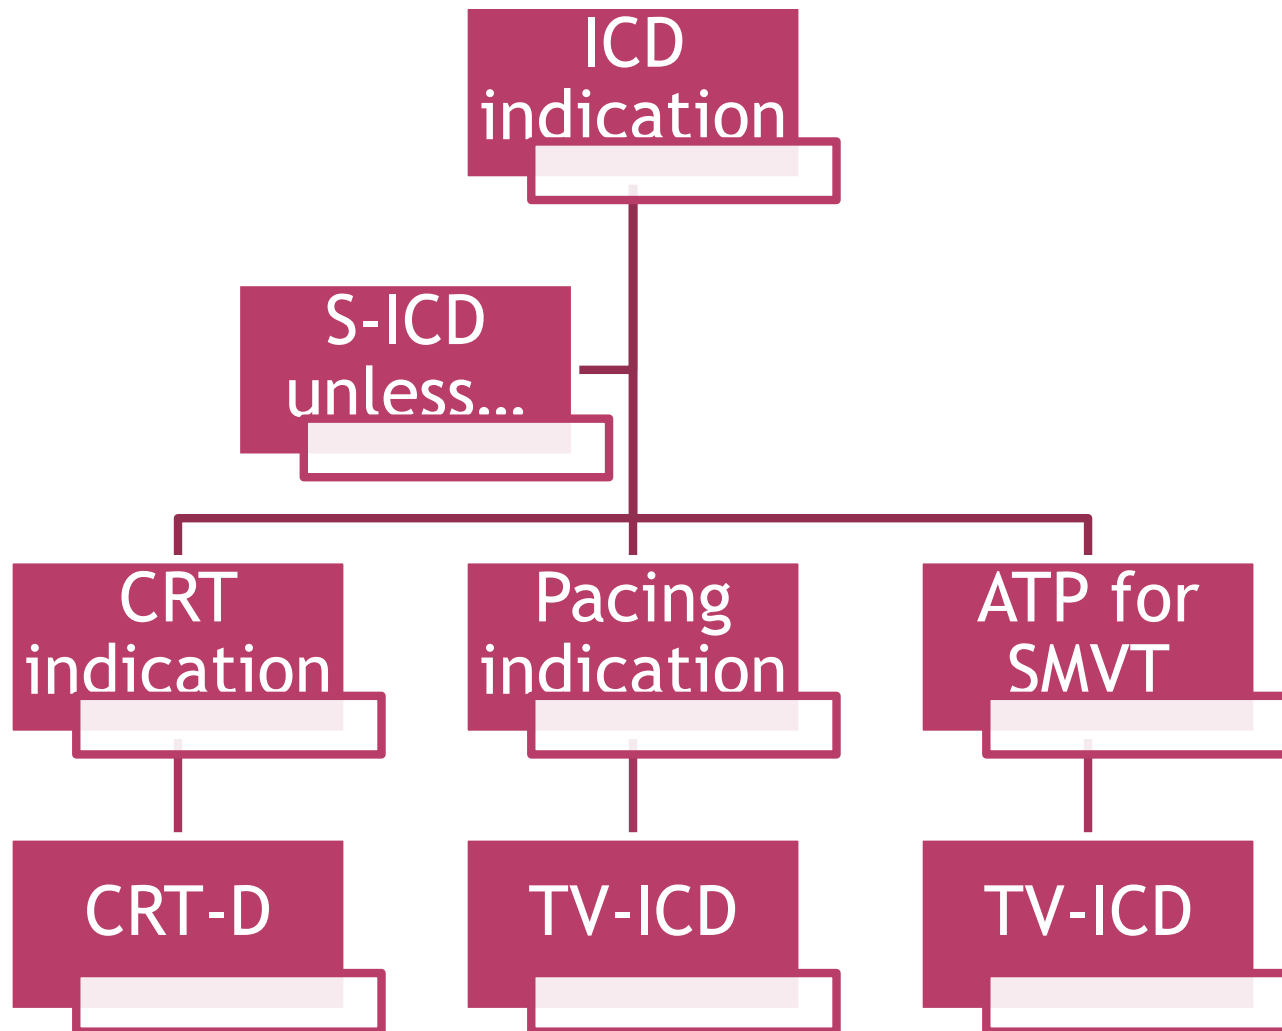 ICD
indication
S-ICD
unless...
CRT
indication
Pacing
indication
ATP for
SMVT
CRT-D
TV-ICD
TV-ICD